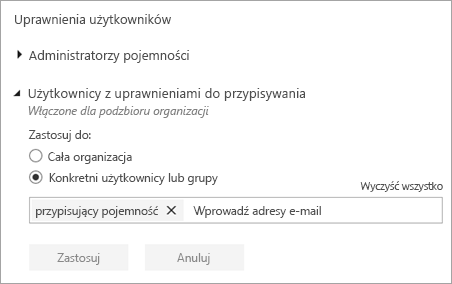 Uprawnienia użytkowników
Administratorzy pojemności
Użytkownicy z uprawnieniami do przypisywania
Włączone dla podzbioru organizacji
Zastosuj do:
Cała organizacja
Konkretni użytkownicy lub grupy
Wyczyść wszystko
przypisujący pojemność Wprowadź adresy e-mail
Zastosuj Anuluj